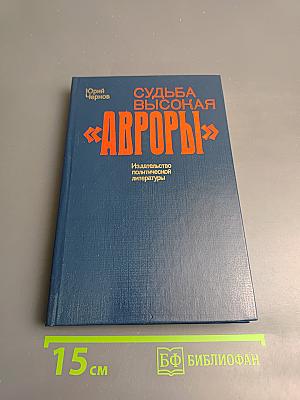 Юрий
Чернов
СУДЬБА
ВЫСОКАЯ
«АВРОРЫ»
Издательство
политической
литературы
15 см
БФ БИБЛИОФАН